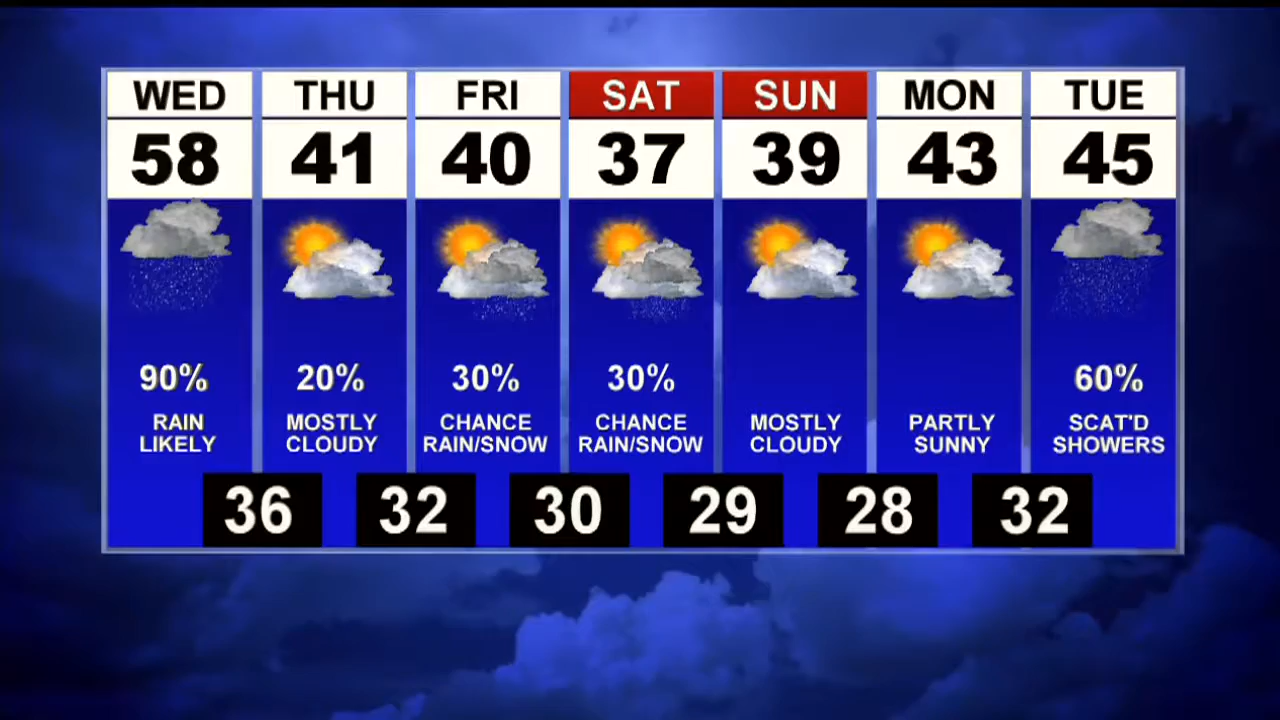 WED THU FRI SAT SUN MON TUE
58 41 40 37 39 43 45
90% 20% 30% 30% 60%
RAIN MOSTLY CHANCE CHANCE MOSTLY PARTLY SCAT'D
LIKELY CLOUDY RAIN/SNOW RAIN/SNOW CLOUDY SUNNY SHOWERS
36 32 30 29 28 32